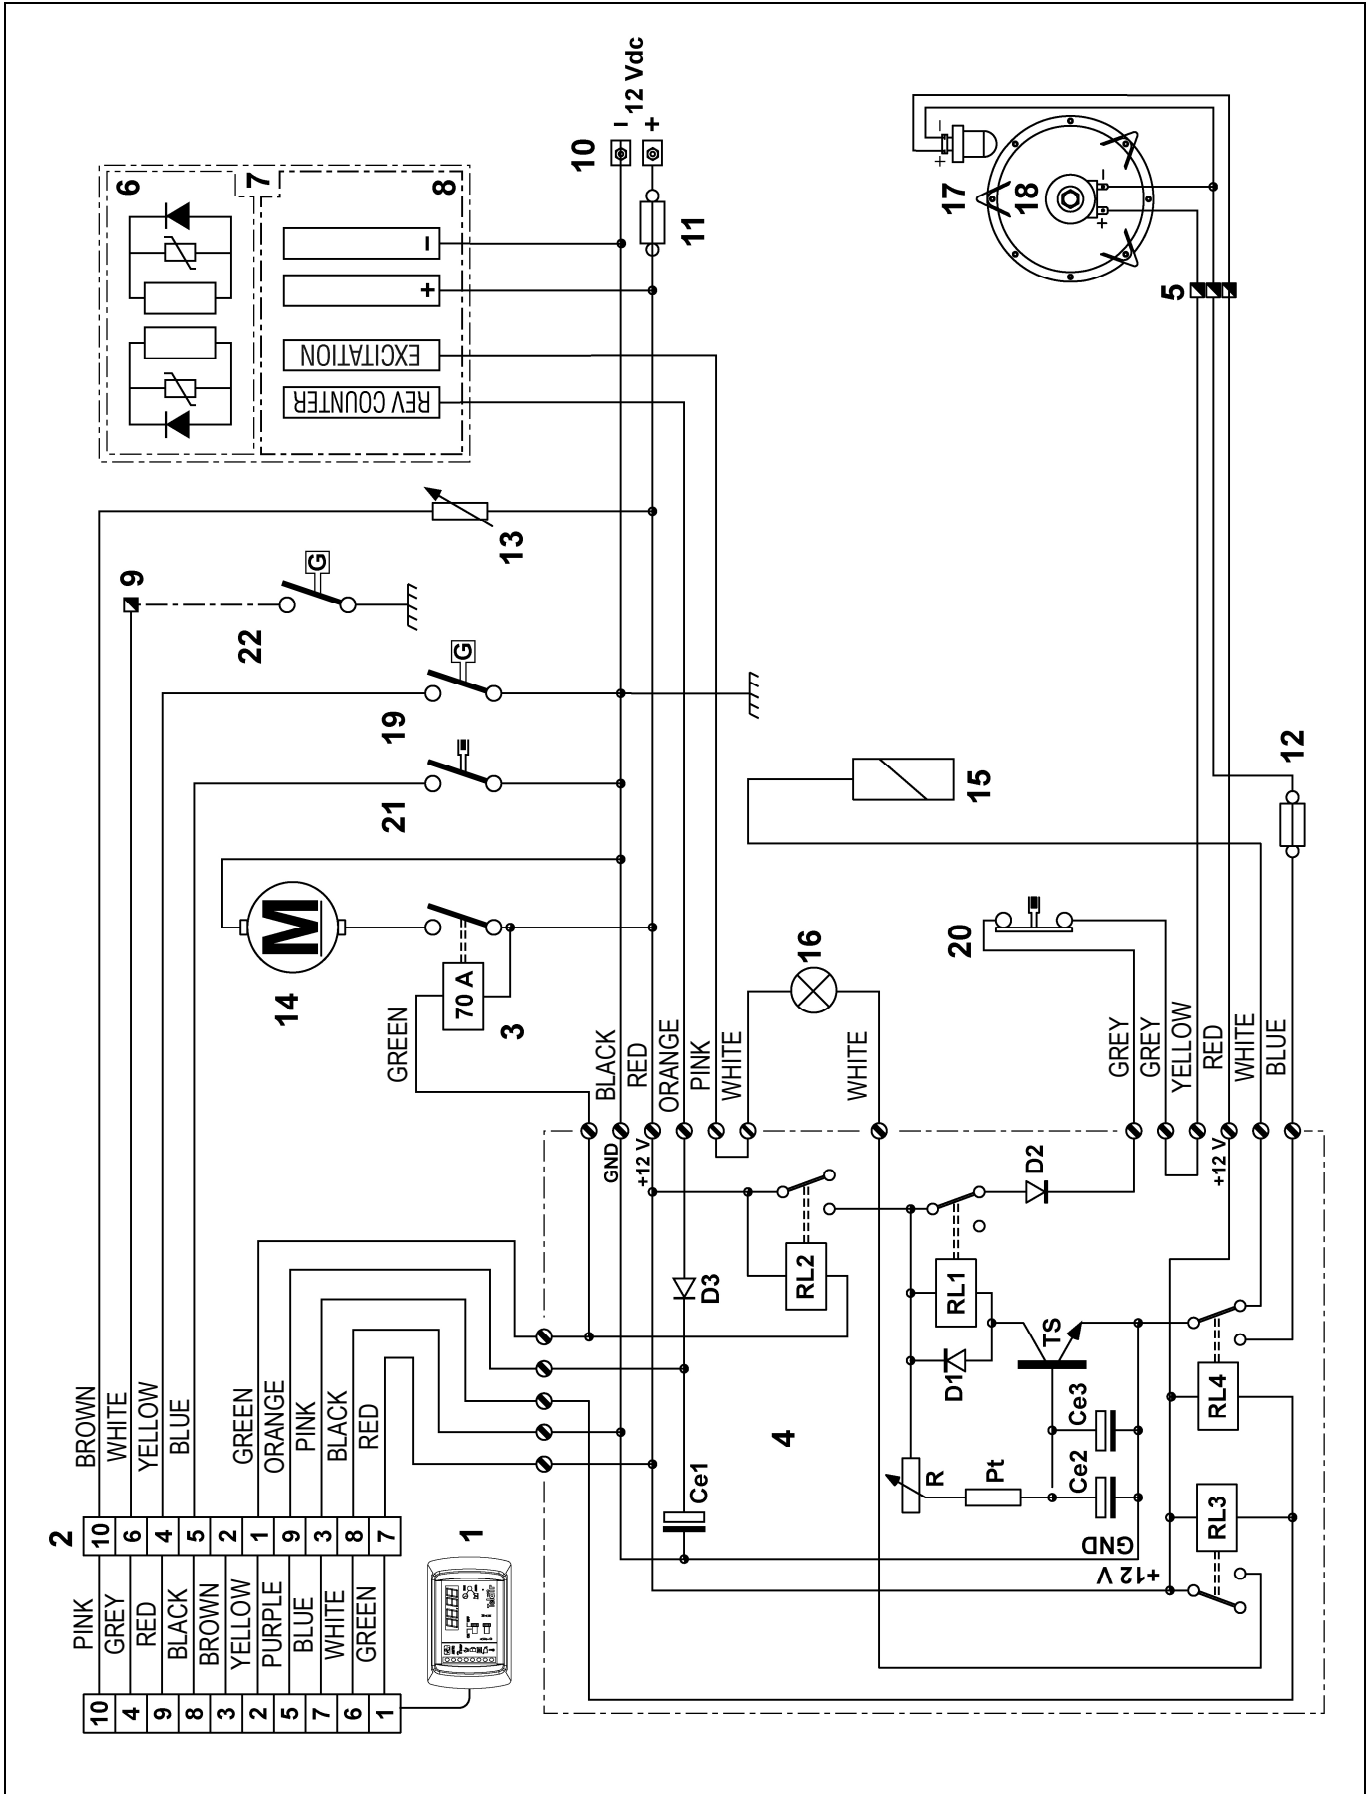 12 Vdc
10
–
+
6
7
8
–
+
EXCITATION
REV COUNTER
11
17
18
–
+
–
+
5
13
9
G
22
G
19
21
15
12
M
14
70 A
3
GREEN
16
20
BLACK
RED
ORANGE
PINK
WHITE
WHITE
GREY
GREY
YELLOW
RED
WHITE
BLUE
GND
+12 V
+12 V
D2
RL2
D3
RL1
TS
D1
RL4
Ce3
Ce2
4
R
Pt
Ce1
RL3
GND
+12 V
BROWN
WHITE
YELLOW
BLUE
GREEN
ORANGE
PINK
BLACK
RED
2
10
6
4
5
2
1
9
3
8
7
1
PINK
GREY
RED
BLACK
BROWN
YELLOW
PURPLE
BLUE
WHITE
GREEN
10
4
9
8
3
2
5
7
6
1